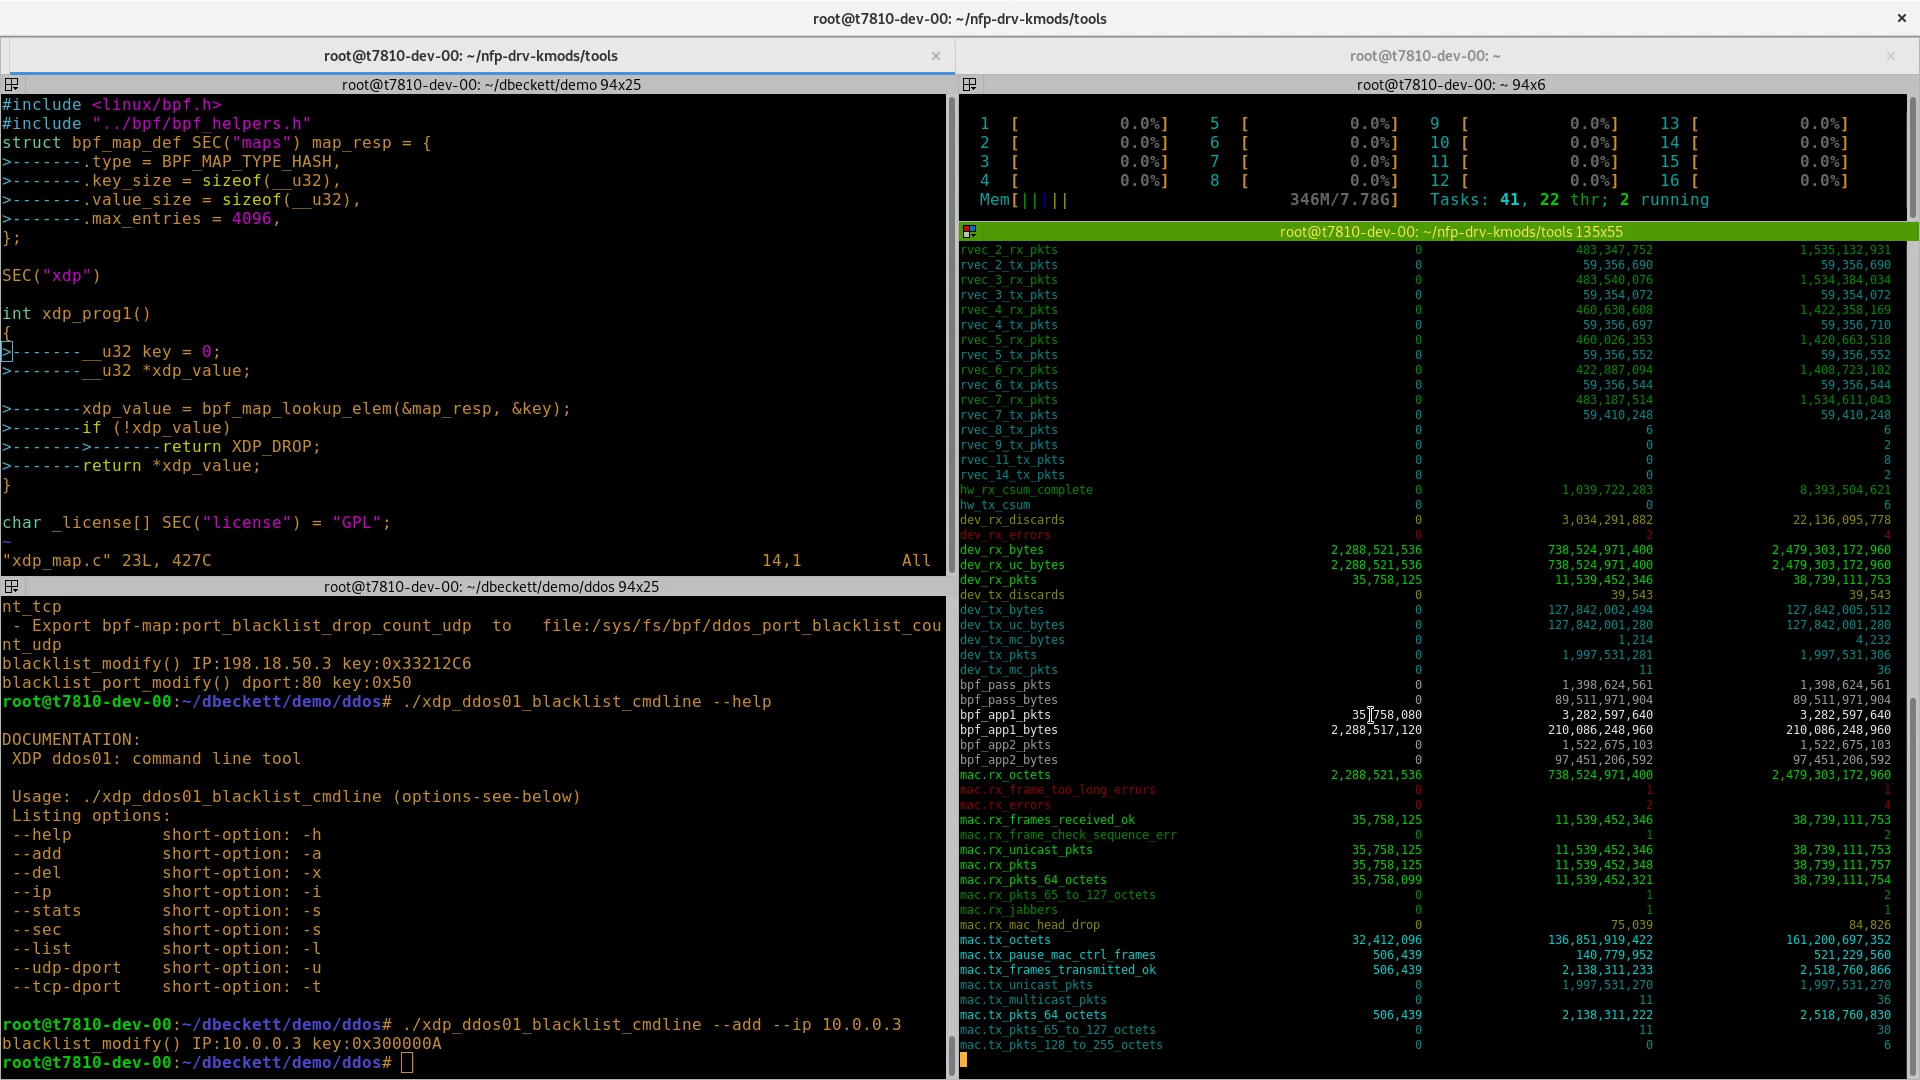 root@t7810-dev-00: ~/nfp-drv-kmods/tools
root@t7810-dev-00: ~/nfp-drv-kmods/tools
root@t7810-dev-00: ~/dbeckett/demo 94x25
#include <linux/bpf.h>
#include "../bpf/bpf_helpers.h"
struct bpf_map_def SEC("maps") map_resp = {
>-------.type = BPF_MAP_TYPE_HASH,
>-------.key_size = sizeof(__u32),
>-------.value_size = sizeof(__u32),
>-------.max_entries = 4096,
};
SEC("xdp")
int xdp_prog1()
{
>-------__u32 key = 0;
>-------__u32 *xdp_value;
>-------xdp_value = bpf_map_lookup_elem(&map_resp, &key);
>-------if (!xdp_value)
>------->-------return XDP_DROP;
>-------return *xdp_value;
}
char _license[] SEC("license") = "GPL";
~
"xdp_map.c" 23L, 427C 14,1 All
root@t7810-dev-00: ~/dbeckett/demo/ddos 94x25
nt_tcp
- Export bpf-map:port_blacklist_drop_count_udp to file:/sys/fs/bpf/ddos_port_blacklist_cou
nt_udp
blacklist_modify() IP:198.18.50.3 key:0x33212C6
blacklist_port_modify() dport:80 key:0x50
root@t7810-dev-00:~/dbeckett/demo/ddos# ./xdp_ddos01_blacklist_cmdline --help
DOCUMENTATION:
XDP ddos01: command line tool
Usage: ./xdp_ddos01_blacklist_cmdline (options-see-below)
Listing options:
--help short-option: -h
--add short-option: -a
--del short-option: -x
--ip short-option: -i
--stats short-option: -s
--sec short-option: -s
--list short-option: -l
--udp-dport short-option: -u
--tcp-dport short-option: -t
root@t7810-dev-00:~/dbeckett/demo/ddos# ./xdp_ddos01_blacklist_cmdline --add --ip 10.0.0.3
blacklist_modify() IP:10.0.0.3 key:0x300000A
root@t7810-dev-00:~/dbeckett/demo/ddos#
root@t7810-dev-00: ~
root@t7810-dev-00: ~ 94x6
1 [ 0.0%] 5 [ 0.0%] 9 [ 0.0%] 13 [ 0.0%]
2 [ 0.0%] 6 [ 0.0%] 10 [ 0.0%] 14 [ 0.0%]
3 [ 0.0%] 7 [ 0.0%] 11 [ 0.0%] 15 [ 0.0%]
4 [ 0.0%] 8 [ 0.0%] 12 [ 0.0%] 16 [ 0.0%]
Mem[||||| 346M/7.78G] Tasks: 41, 22 thr; 2 running
root@t7810-dev-00: ~/nfp-drv-kmods/tools 135x55
rvec_2_rx_pkts 0 483,347,752 1,535,132,931
rvec_2_tx_pkts 0 59,356,690 59,356,690
rvec_3_rx_pkts 0 483,540,076 1,534,384,034
rvec_3_tx_pkts 0 59,354,072 59,354,072
rvec_4_rx_pkts 0 460,630,608 1,422,358,169
rvec_4_tx_pkts 0 59,356,697 59,356,710
rvec_5_rx_pkts 0 460,026,353 1,420,663,518
rvec_5_tx_pkts 0 59,356,552 59,356,552
rvec_6_rx_pkts 0 422,887,094 1,408,723,102
rvec_6_tx_pkts 0 59,356,544 59,356,544
rvec_7_rx_pkts 0 483,187,514 1,534,611,043
rvec_7_tx_pkts 0 59,410,248 59,410,248
rvec_8_tx_pkts 0 6 6
rvec_9_tx_pkts 0 0 2
rvec_11_tx_pkts 0 0 8
rvec_14_tx_pkts 0 0 2
hw_rx_csum_complete 0 1,039,722,283 8,393,504,621
hw_tx_csum 0 0 6
dev_rx_discards 0 3,034,291,882 22,136,095,778
dev_rx_errors 0 2 4
dev_rx_bytes 2,288,521,536 738,524,971,400 2,479,303,172,960
dev_rx_uc_bytes 2,288,521,536 738,524,971,400 2,479,303,172,960
dev_rx_pkts 35,758,125 11,539,452,346 38,739,111,753
dev_tx_discards 0 39,543 39,543
dev_tx_bytes 0 127,842,002,494 127,842,005,512
dev_tx_uc_bytes 0 127,842,001,280 127,842,001,280
dev_tx_mc_bytes 0 1,214 4,232
dev_tx_pkts 0 1,997,531,281 1,997,531,306
dev_tx_mc_pkts 0 11 36
bpf_pass_pkts 0 1,398,624,561 1,398,624,561
bpf_pass_bytes 0 89,511,971,904 89,511,971,904
bpf_app1_pkts 35,758,080 3,282,597,640 3,282,597,640
bpf_app1_bytes 2,288,517,120 210,086,248,960 210,086,248,960
bpf_app2_pkts 0 1,522,675,103 1,522,675,103
bpf_app2_bytes 0 97,451,206,592 97,451,206,592
mac.rx_octets 2,288,521,536 738,524,971,400 2,479,303,172,960
mac.rx_frame_too_long_errors 0 1 1
mac.rx_errors 0 2 4
mac.rx_frames_received_ok 35,758,125 11,539,452,346 38,739,111,753
mac.rx_frame_check_sequence_err 0 1 2
mac.rx_unicast_pkts 35,758,125 11,539,452,346 38,739,111,753
mac.rx_pkts 35,758,125 11,539,452,348 38,739,111,757
mac.rx_pkts_64_octets 35,758,099 11,539,452,321 38,739,111,754
mac.rx_pkts_65_to_127_octets 0 1 2
mac.rx_jabbers 0 1 1
mac.rx_mac_head_drop 0 75,039 84,826
mac.tx_octets 32,412,096 136,851,919,422 161,200,697,352
mac.tx_pause_mac_ctrl_frames 506,439 140,779,952 521,229,560
mac.tx_frames_transmitted_ok 506,439 2,138,311,233 2,518,760,866
mac.tx_unicast_pkts 0 1,997,531,270 1,997,531,270
mac.tx_multicast_pkts 0 11 36
mac.tx_pkts_64_octets 506,439 2,138,311,222 2,518,760,830
mac.tx_pkts_65_to_127_octets 0 11 30
mac.tx_pkts_128_to_255_octets 0 0 6